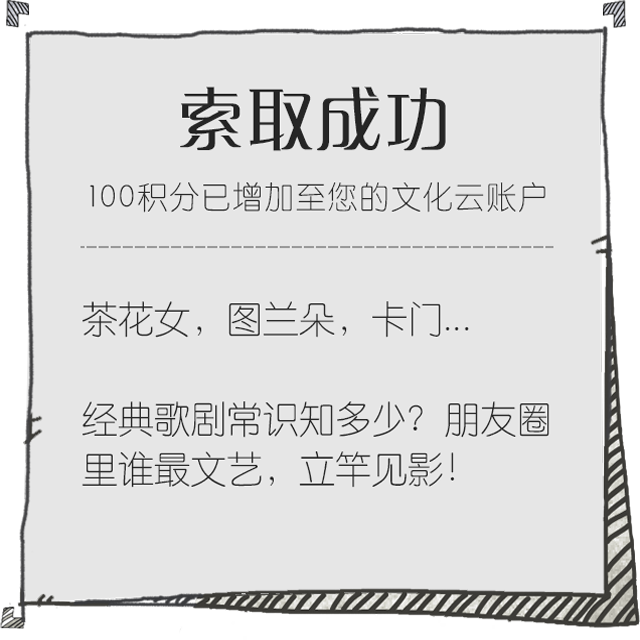 索取成功
100积分已增加至您的文化云账户
茶花女，图兰朵，卡门...
经典歌剧常识知多少？朋友圈
里谁最文艺，立竿见影！